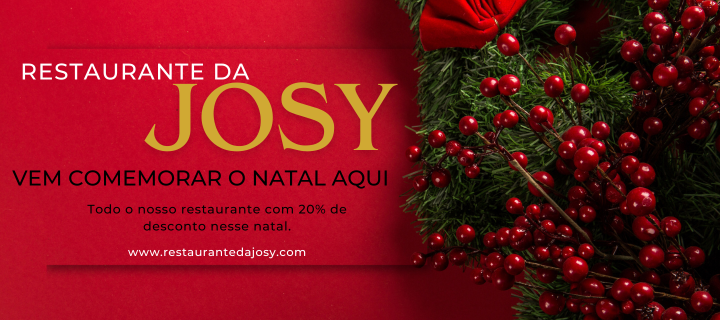 RESTAURANTE DA
JOSY
VEM COMEMORAR O NATAL AQUI
Todo o nosso restaurante com 20% de
desconto nesse natal.
www.restaurantedajosy.com